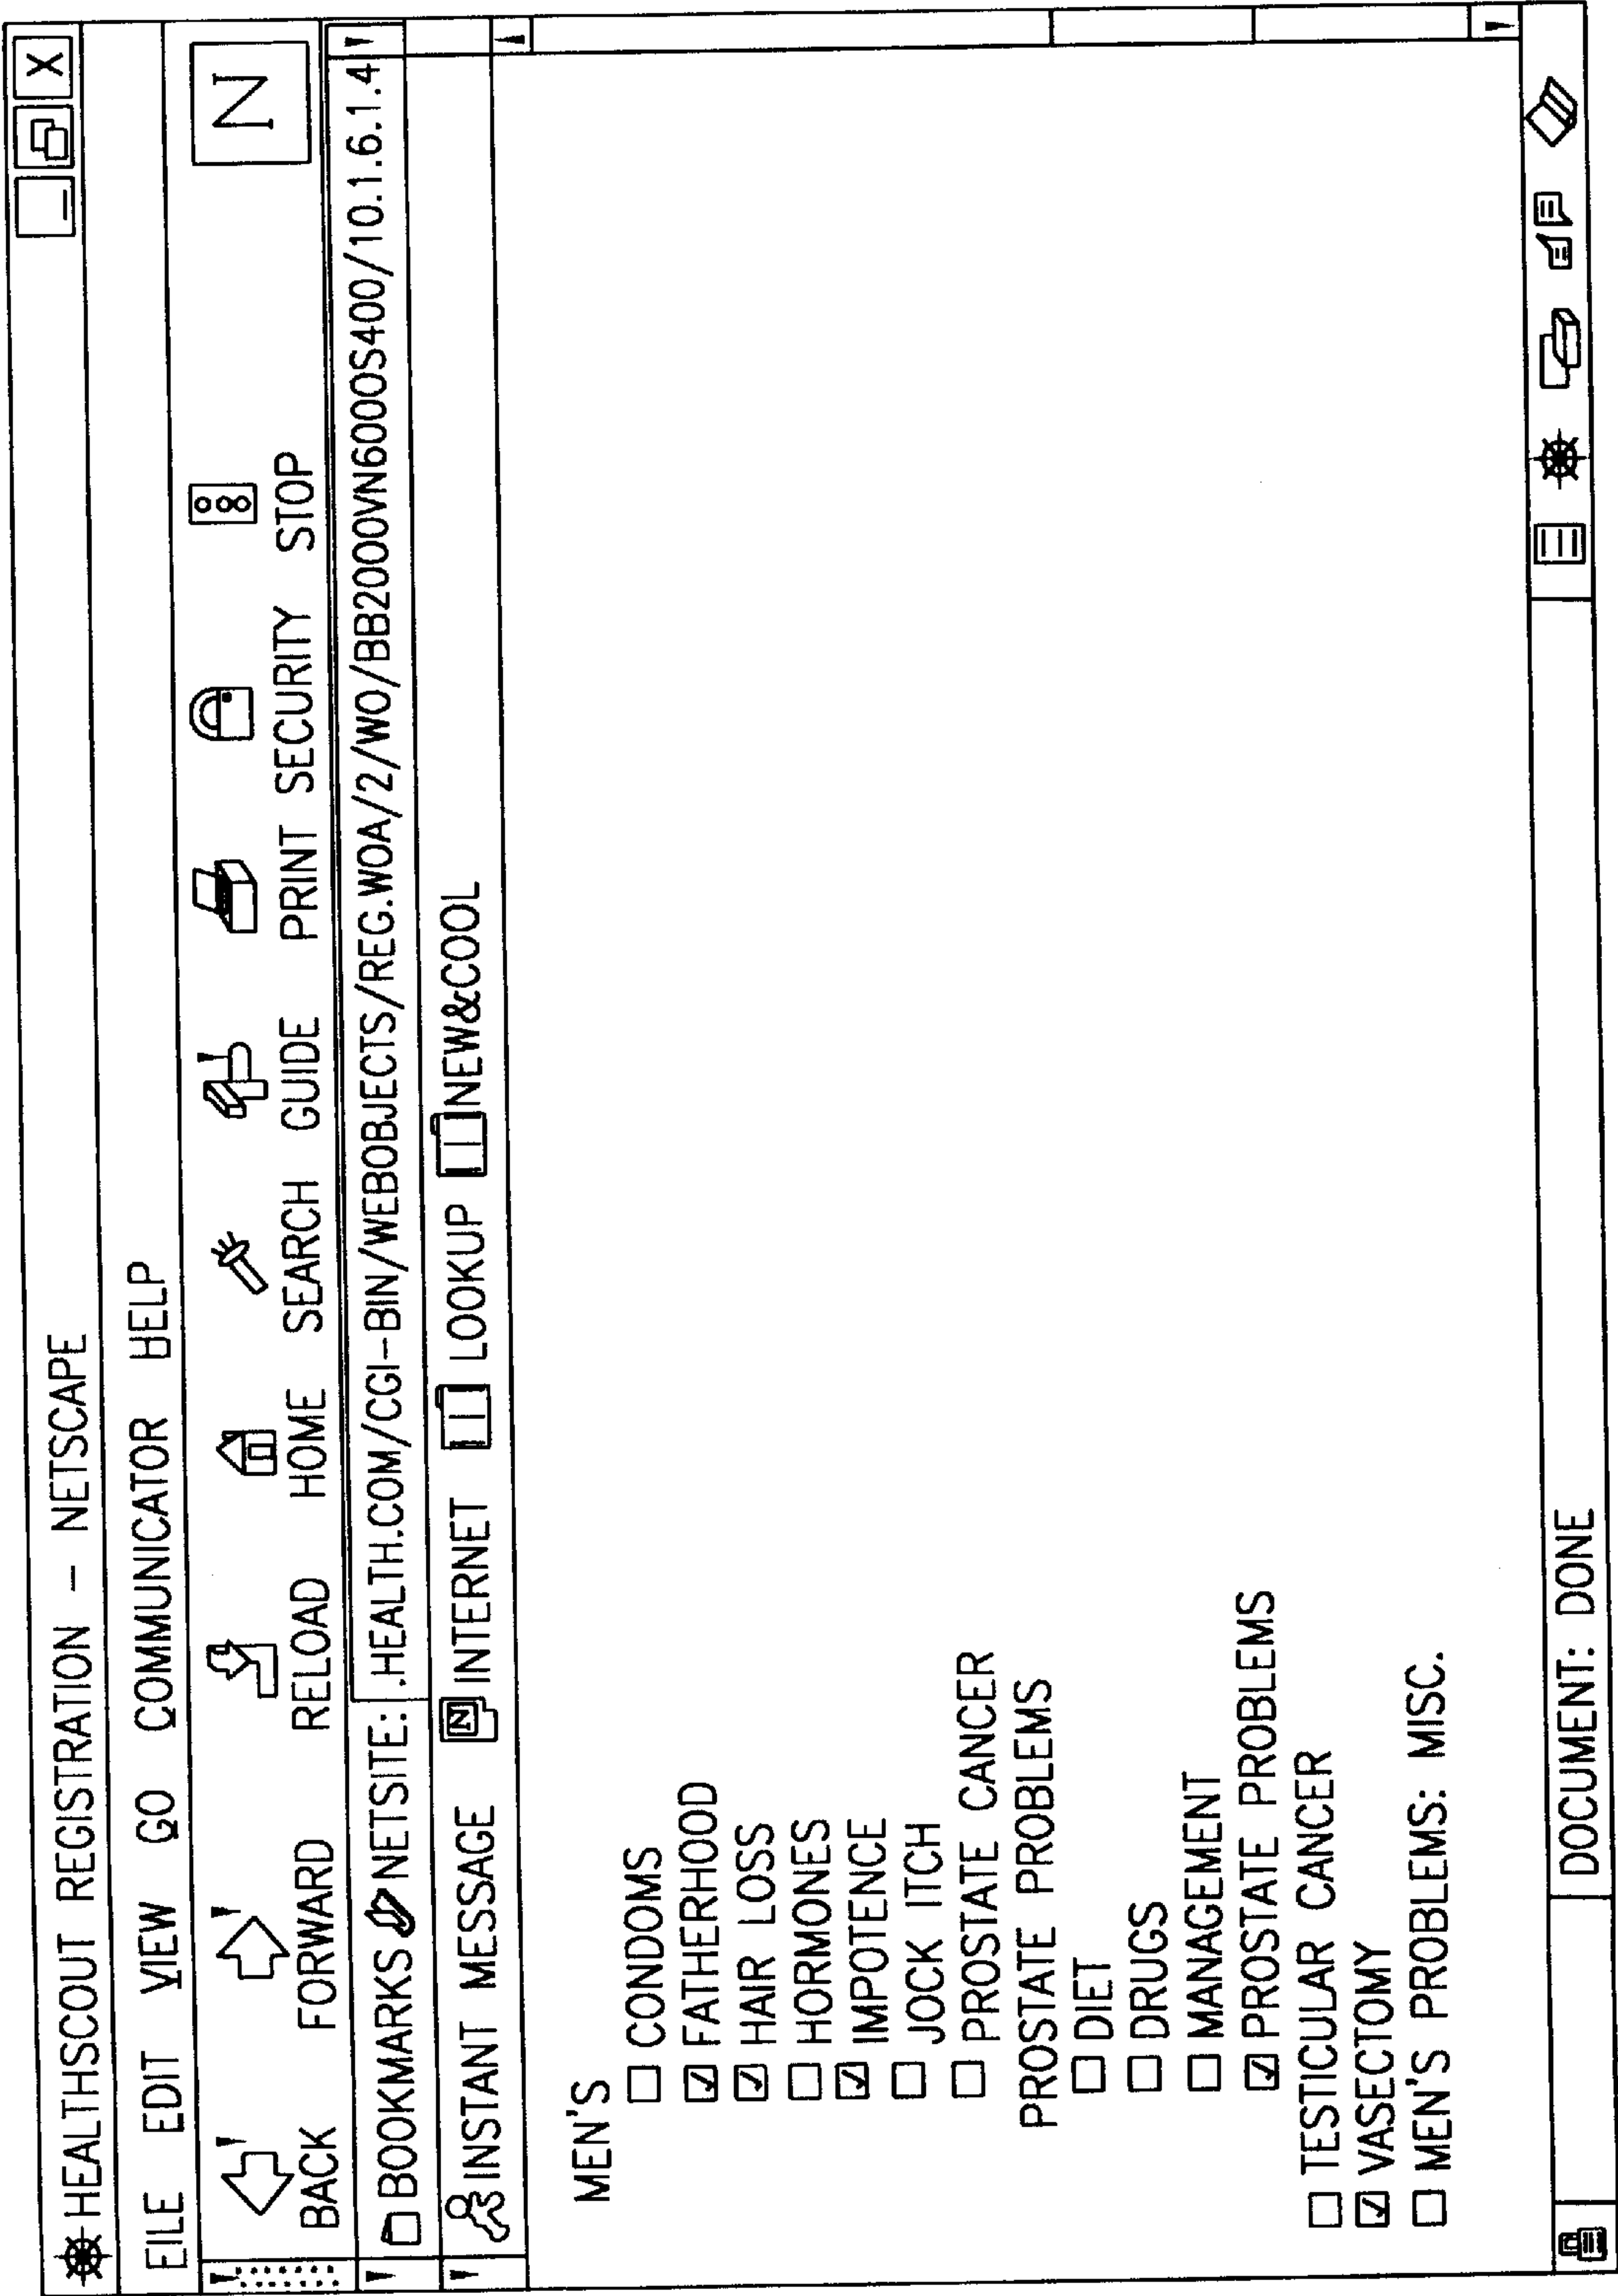 HEALTHSCOUT REGISTRATION – NETSCAPE
X
FILE EDIT VIEW GO COMMUNICATOR HELP
BACK FORWARD RELOAD HOME SEARCH GUIDE PRINT SECURITY STOP
N
BOOKMARKS NETSITE: .HEALTH.COM/CGI-BIN/WEBOBJECTS/REG.WOA/2/WO/BB2000VN6000S400/10.1.6.1.4
INSTANT MESSAGE N INTERNET LOOKUP NEW&COOL
MEN'S
☐ CONDOMS
☑ FATHERHOOD
☑ HAIR LOSS
☐ HORMONES
☑ IMPOTENCE
☐ JOCK ITCH
☐ PROSTATE CANCER
PROSTATE PROBLEMS
☐ DIET
☐ DRUGS
☐ MANAGEMENT
☑ PROSTATE PROBLEMS
☐ TESTICULAR CANCER
☑ VASECTOMY
☐ MEN'S PROBLEMS: MISC.
DOCUMENT: DONE